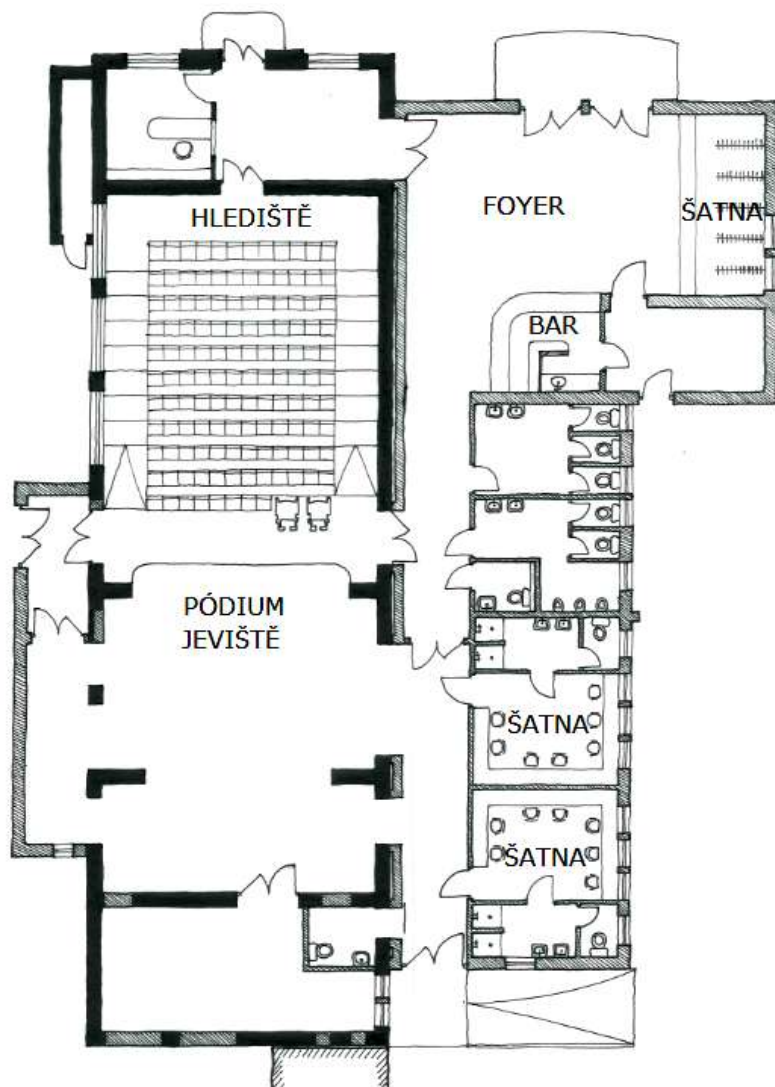 HLEDIŠTĚ
FOYER
ŠATNA
BAR
PÓDIUM
JEVIŠTĚ
ŠATNA
ŠATNA